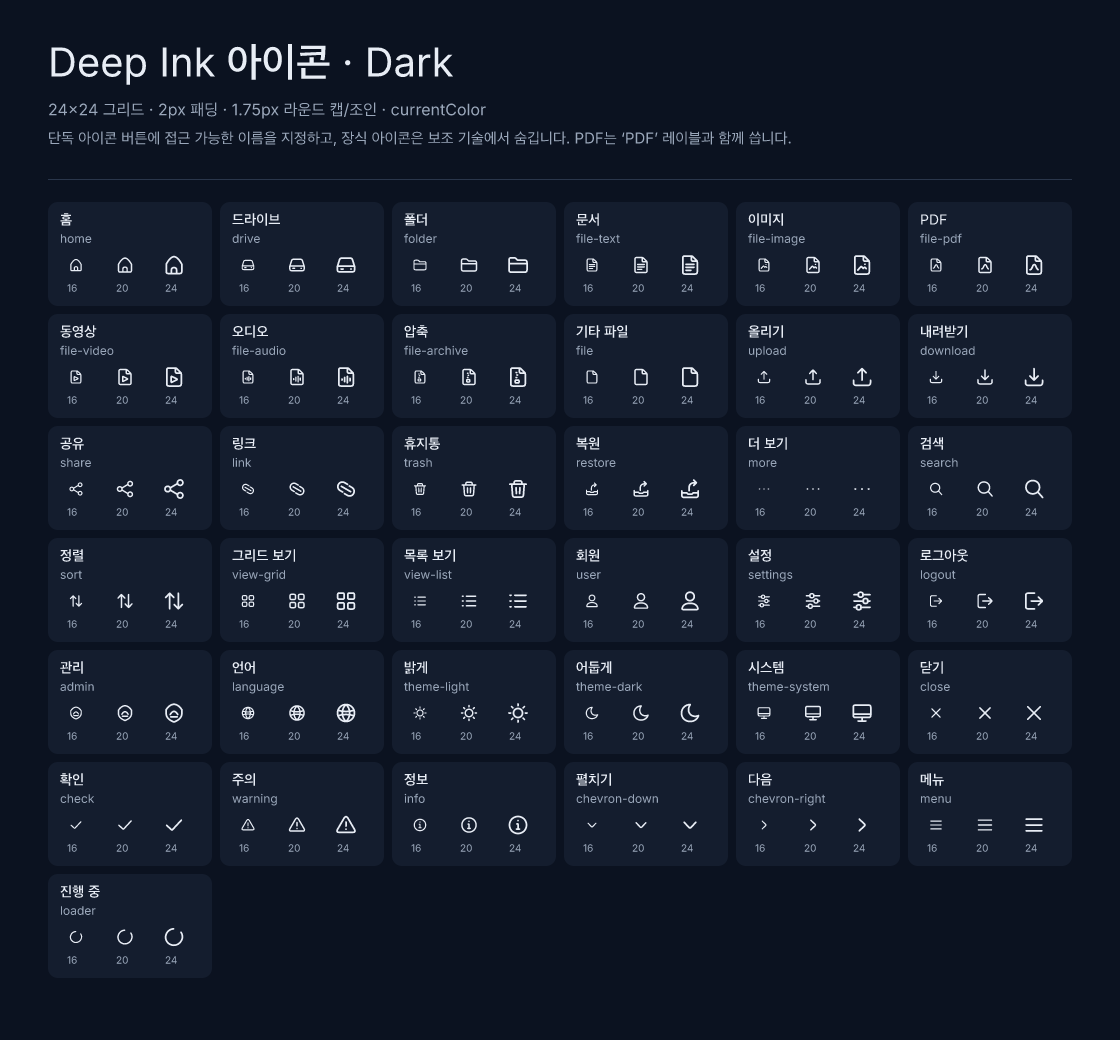 Deep Ink 아이콘 · Dark
24×24 그리드 · 2px 패딩 · 1.75px 라운드 캡/조인 · currentColor
단독 아이콘 버튼에 접근 가능한 이름을 지정하고, 장식 아이콘은 보조 기술에서 숨깁니다. PDF는 ‘PDF’ 레이블과 함께 씁니다.
홈
home
16 20 24
드라이브
drive
16 20 24
폴더
folder
16 20 24
문서
file-text
16 20 24
이미지
file-image
16 20 24
PDF
file-pdf
16 20 24
동영상
file-video
16 20 24
오디오
file-audio
16 20 24
압축
file-archive
16 20 24
기타 파일
file
16 20 24
올리기
upload
16 20 24
내려받기
download
16 20 24
공유
share
16 20 24
링크
link
16 20 24
휴지통
trash
16 20 24
복원
restore
16 20 24
더 보기
more
16 20 24
검색
search
16 20 24
정렬
sort
16 20 24
그리드 보기
view-grid
16 20 24
목록 보기
view-list
16 20 24
회원
user
16 20 24
설정
settings
16 20 24
로그아웃
logout
16 20 24
관리
admin
16 20 24
언어
language
16 20 24
밝게
theme-light
16 20 24
어둡게
theme-dark
16 20 24
시스템
theme-system
16 20 24
닫기
close
16 20 24
확인
check
16 20 24
주의
warning
16 20 24
정보
info
16 20 24
펼치기
chevron-down
16 20 24
다음
chevron-right
16 20 24
메뉴
menu
16 20 24
진행 중
loader
16 20 24